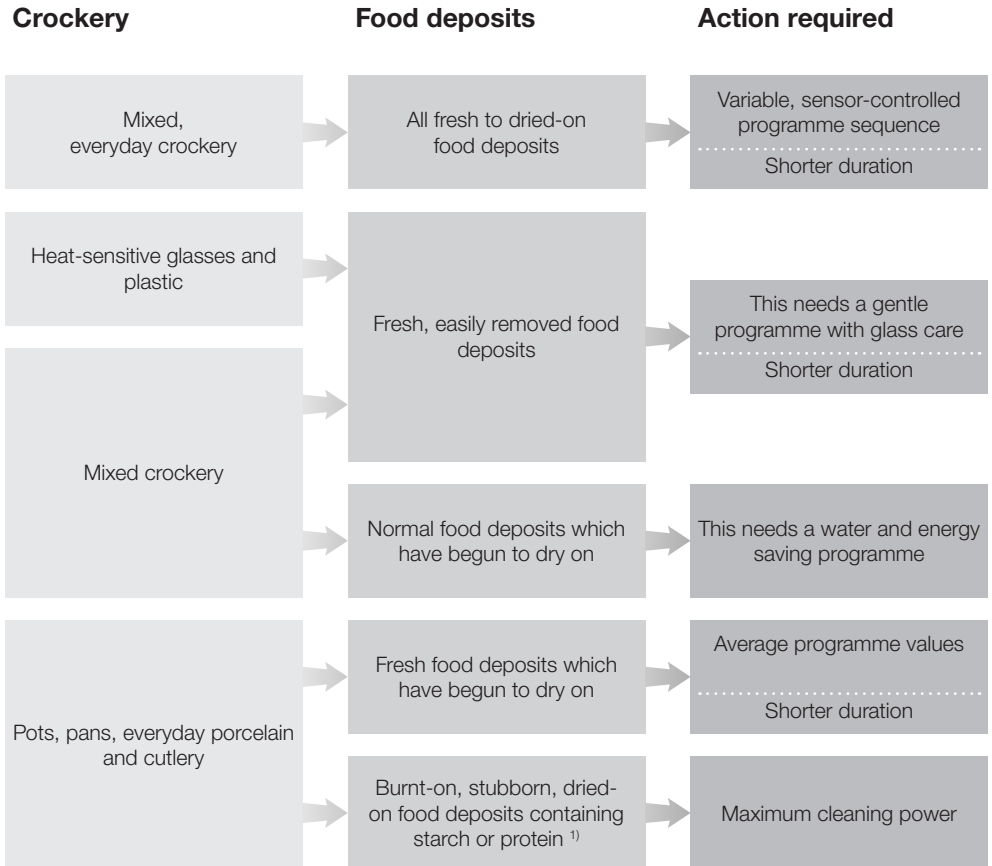 Crockery
Food deposits
Action required
Mixed,
everyday crockery
All fresh to dried-on
food deposits
Variable, sensor-controlled
programme sequence
Shorter duration
Heat-sensitive glasses and
plastic
Fresh, easily removed food
deposits
This needs a gentle
programme with glass care
Shorter duration
Mixed crockery
Normal food deposits which
have begun to dry on
This needs a water and energy
saving programme
Pots, pans, everyday porcelain
and cutlery
Fresh food deposits which
have begun to dry on
Average programme values
Shorter duration
Burnt-on, stubborn, dried-
on food deposits containing
starch or protein 1)
Maximum cleaning power